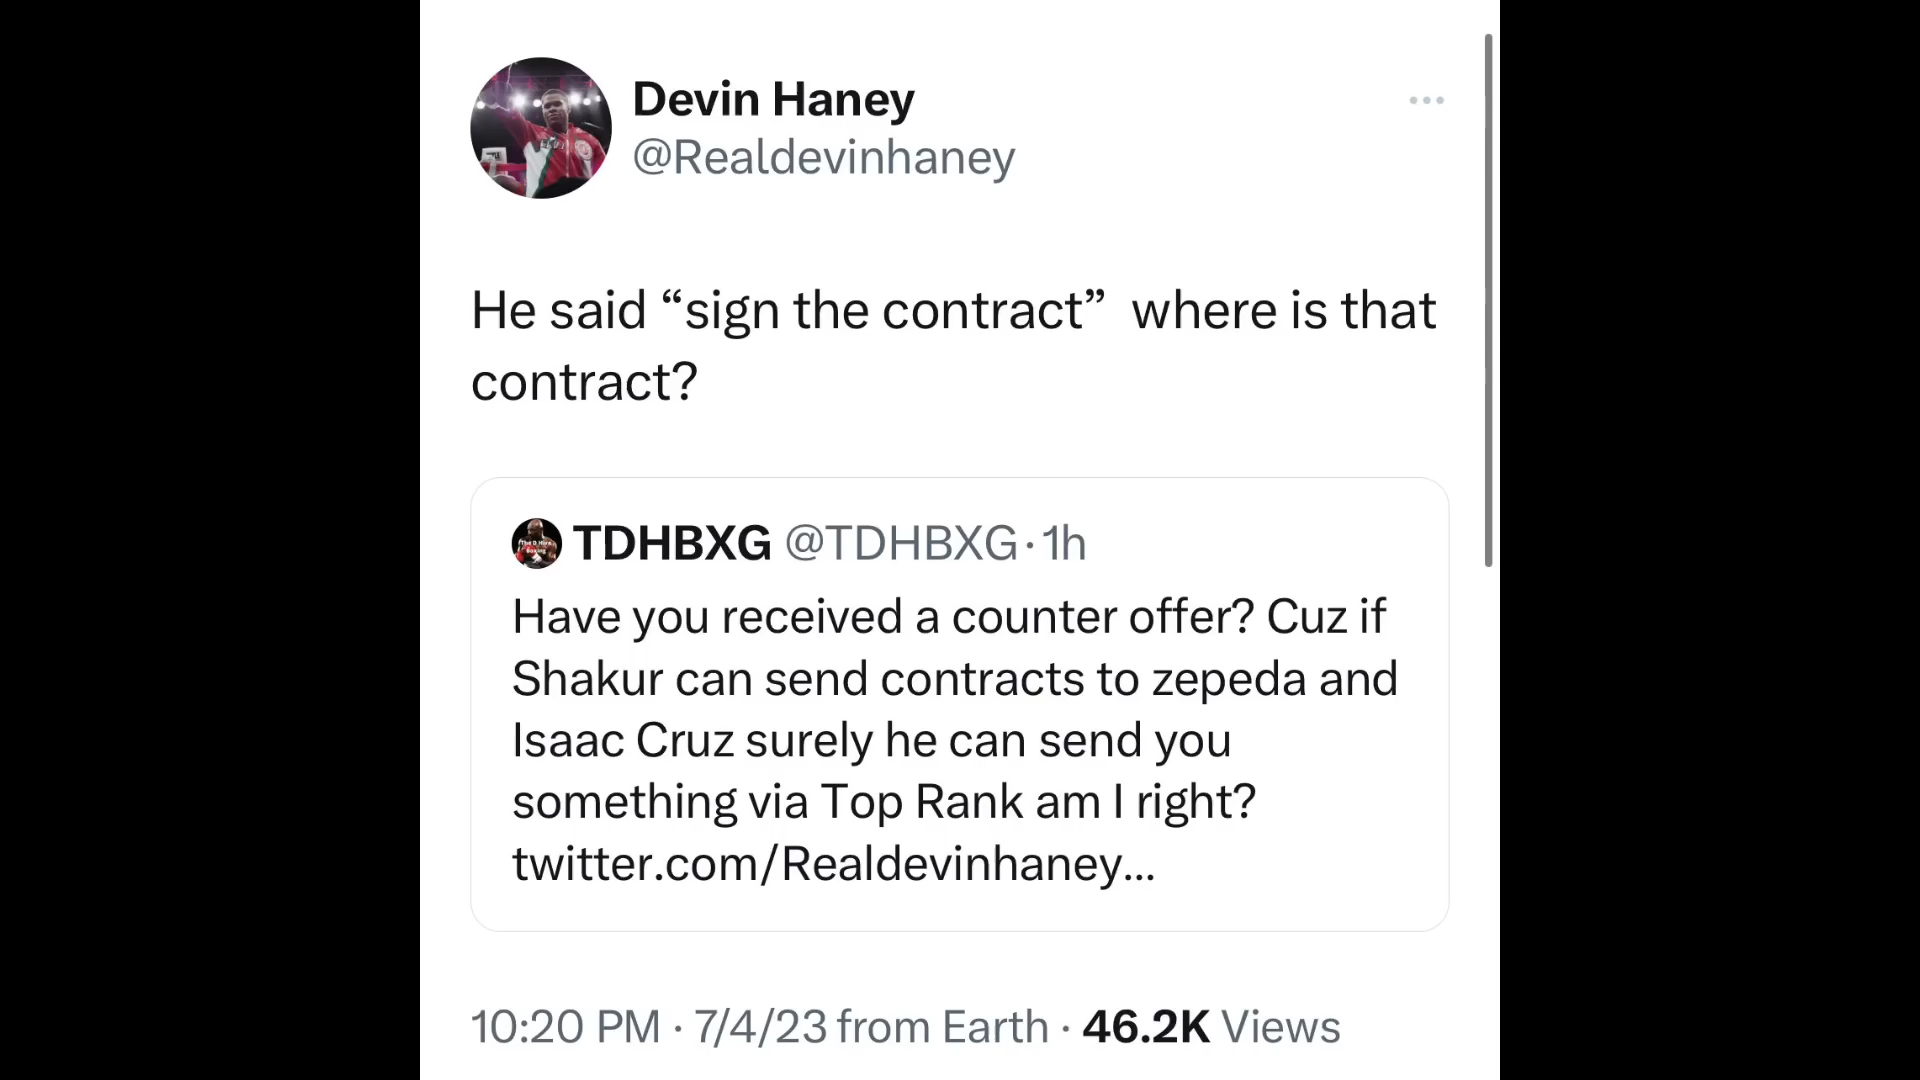 Devin Haney
@Realdevinhaney
He said “sign the contract”  where is that
contract?
TDHBXG @TDHBXG · 1h
Have you received a counter offer? Cuz if
Shakur can send contracts to zepeda and
Isaac Cruz surely he can send you
something via Top Rank am I right?
twitter.com/Realdevinhaney…
10:20 PM · 7/4/23 from Earth · 46.2K Views